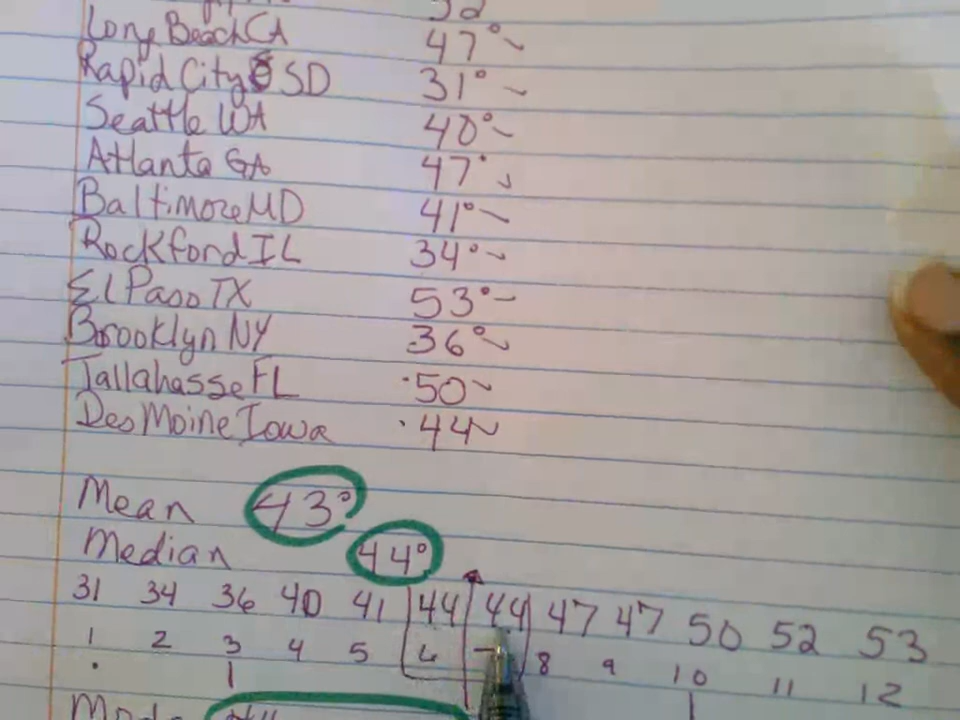 52
Long Beach CA 47°
Rapid City SD 31°
Seattle WA 40°
Atlanta GA 47°
Baltimore MD 41°
Rockford IL 34°
El Paso TX 53°
Brooklyn NY 36°
Tallahasse FL 50
Des Moine Iowa 44
Mean 43°
Median 44°
31 34 36 40 41 44 44 47 47 50 52 53
1 2 3 4 5 6 8 9 10 11 12
Mode